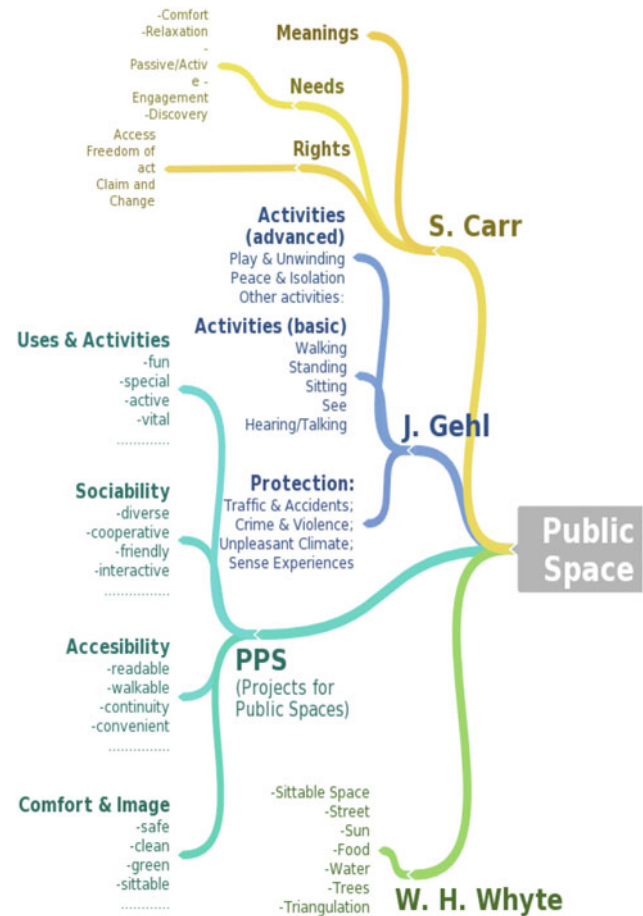 -Comfort
-Relaxation
-
Passive/Activ
e -
Engagement
-Discovery
Meanings
Needs
Access
Freedom of
act
Claim and
Change
Rights
S. Carr
Activities
(advanced)
Play & Unwinding
Peace & Isolation
Other activities:
Activities (basic)
Walking
Standing
Sitting
See
Hearing/Talking
J. Gehl
Protection:
Traffic & Accidents;
Crime & Violence;
Unpleasant Climate;
Sense Experiences
Public
Space
Uses & Activities
-fun
-special
-active
-vital
...............
Sociability
-diverse
-cooperative
-friendly
-interactive
................
Accesibility
-readable
-walkable
-continuity
-convenient
...............
Comfort & Image
-safe
-clean
-green
-sittable
............
PPS
(Projects for
Public Spaces)
-Sittable Space
-Street
-Sun
-Food
-Water
-Trees
-Triangulation
W. H. Whyte